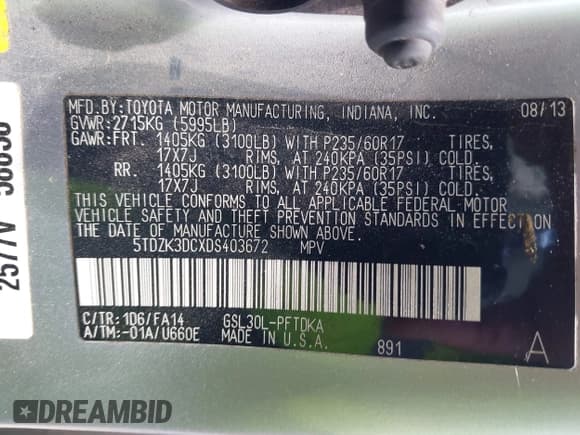 MFD.BY:TOYOTA MOTOR MANUFACTURING, INDIANA, INC. 08/13
GVWR:2715KG (5995LB)
GAWR:FRT. 1405KG (3100LB) WITH P235/60R17 TIRES,
17X7J RIMS, AT 240KPA (35PSI) COLD.
RR. 1405KG (3100LB) WITH P235/60R17 TIRES,
17X7J RIMS, AT 240KPA (35PSI) COLD.
THIS VEHICLE CONFORMS TO ALL APPLICABLE FEDERAL MOTOR
VEHICLE SAFETY AND THEFT PREVENTION STANDARDS IN EFFECT ON
THE DATE OF MANUFACTURE SHOWN ABOVE.
5TDZK3DCXDS403672 MPV
C/TR:1D6/FA14 GSL30L-PFTDKA
A/TM:-01A/U660E MADE IN U.S.A. 891 A
2577V
DREAMBID